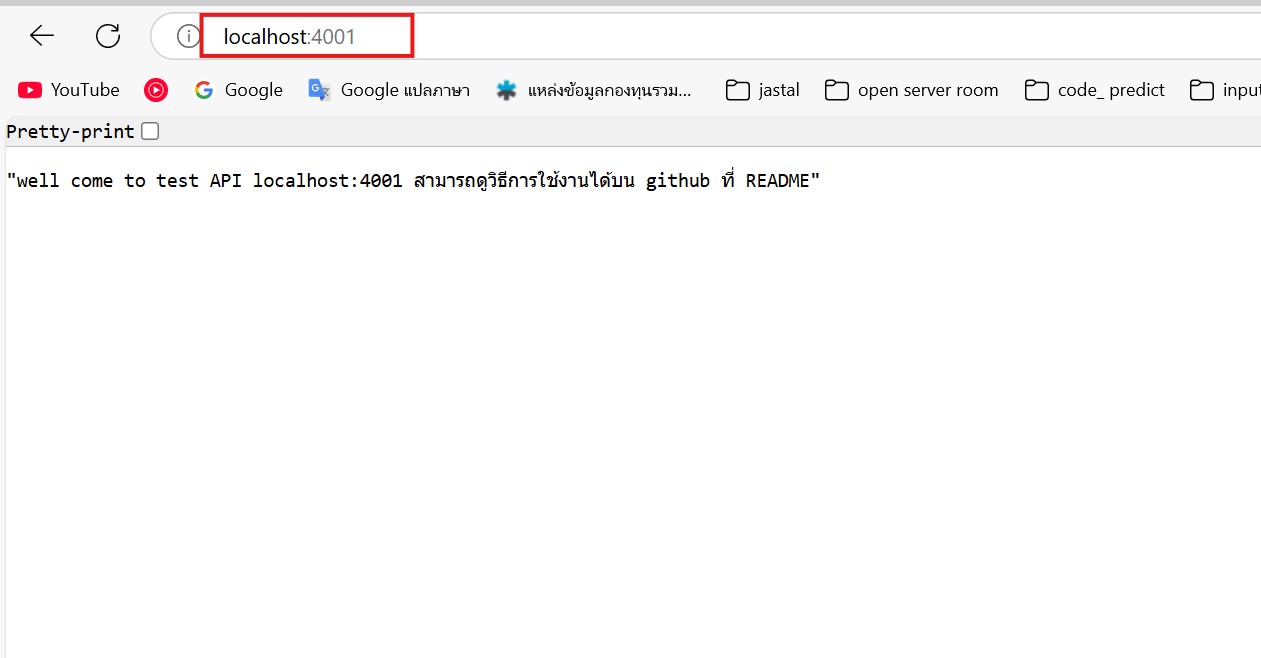 localhost:4001
YouTube Google Google แปลภาษา แหล่งข้อมูลกองทุนรวม... jastal open server room code_ predict input
Pretty-print
"well come to test API localhost:4001 สามารถดูวิธีการใช้งานได้บน github ที่ README"